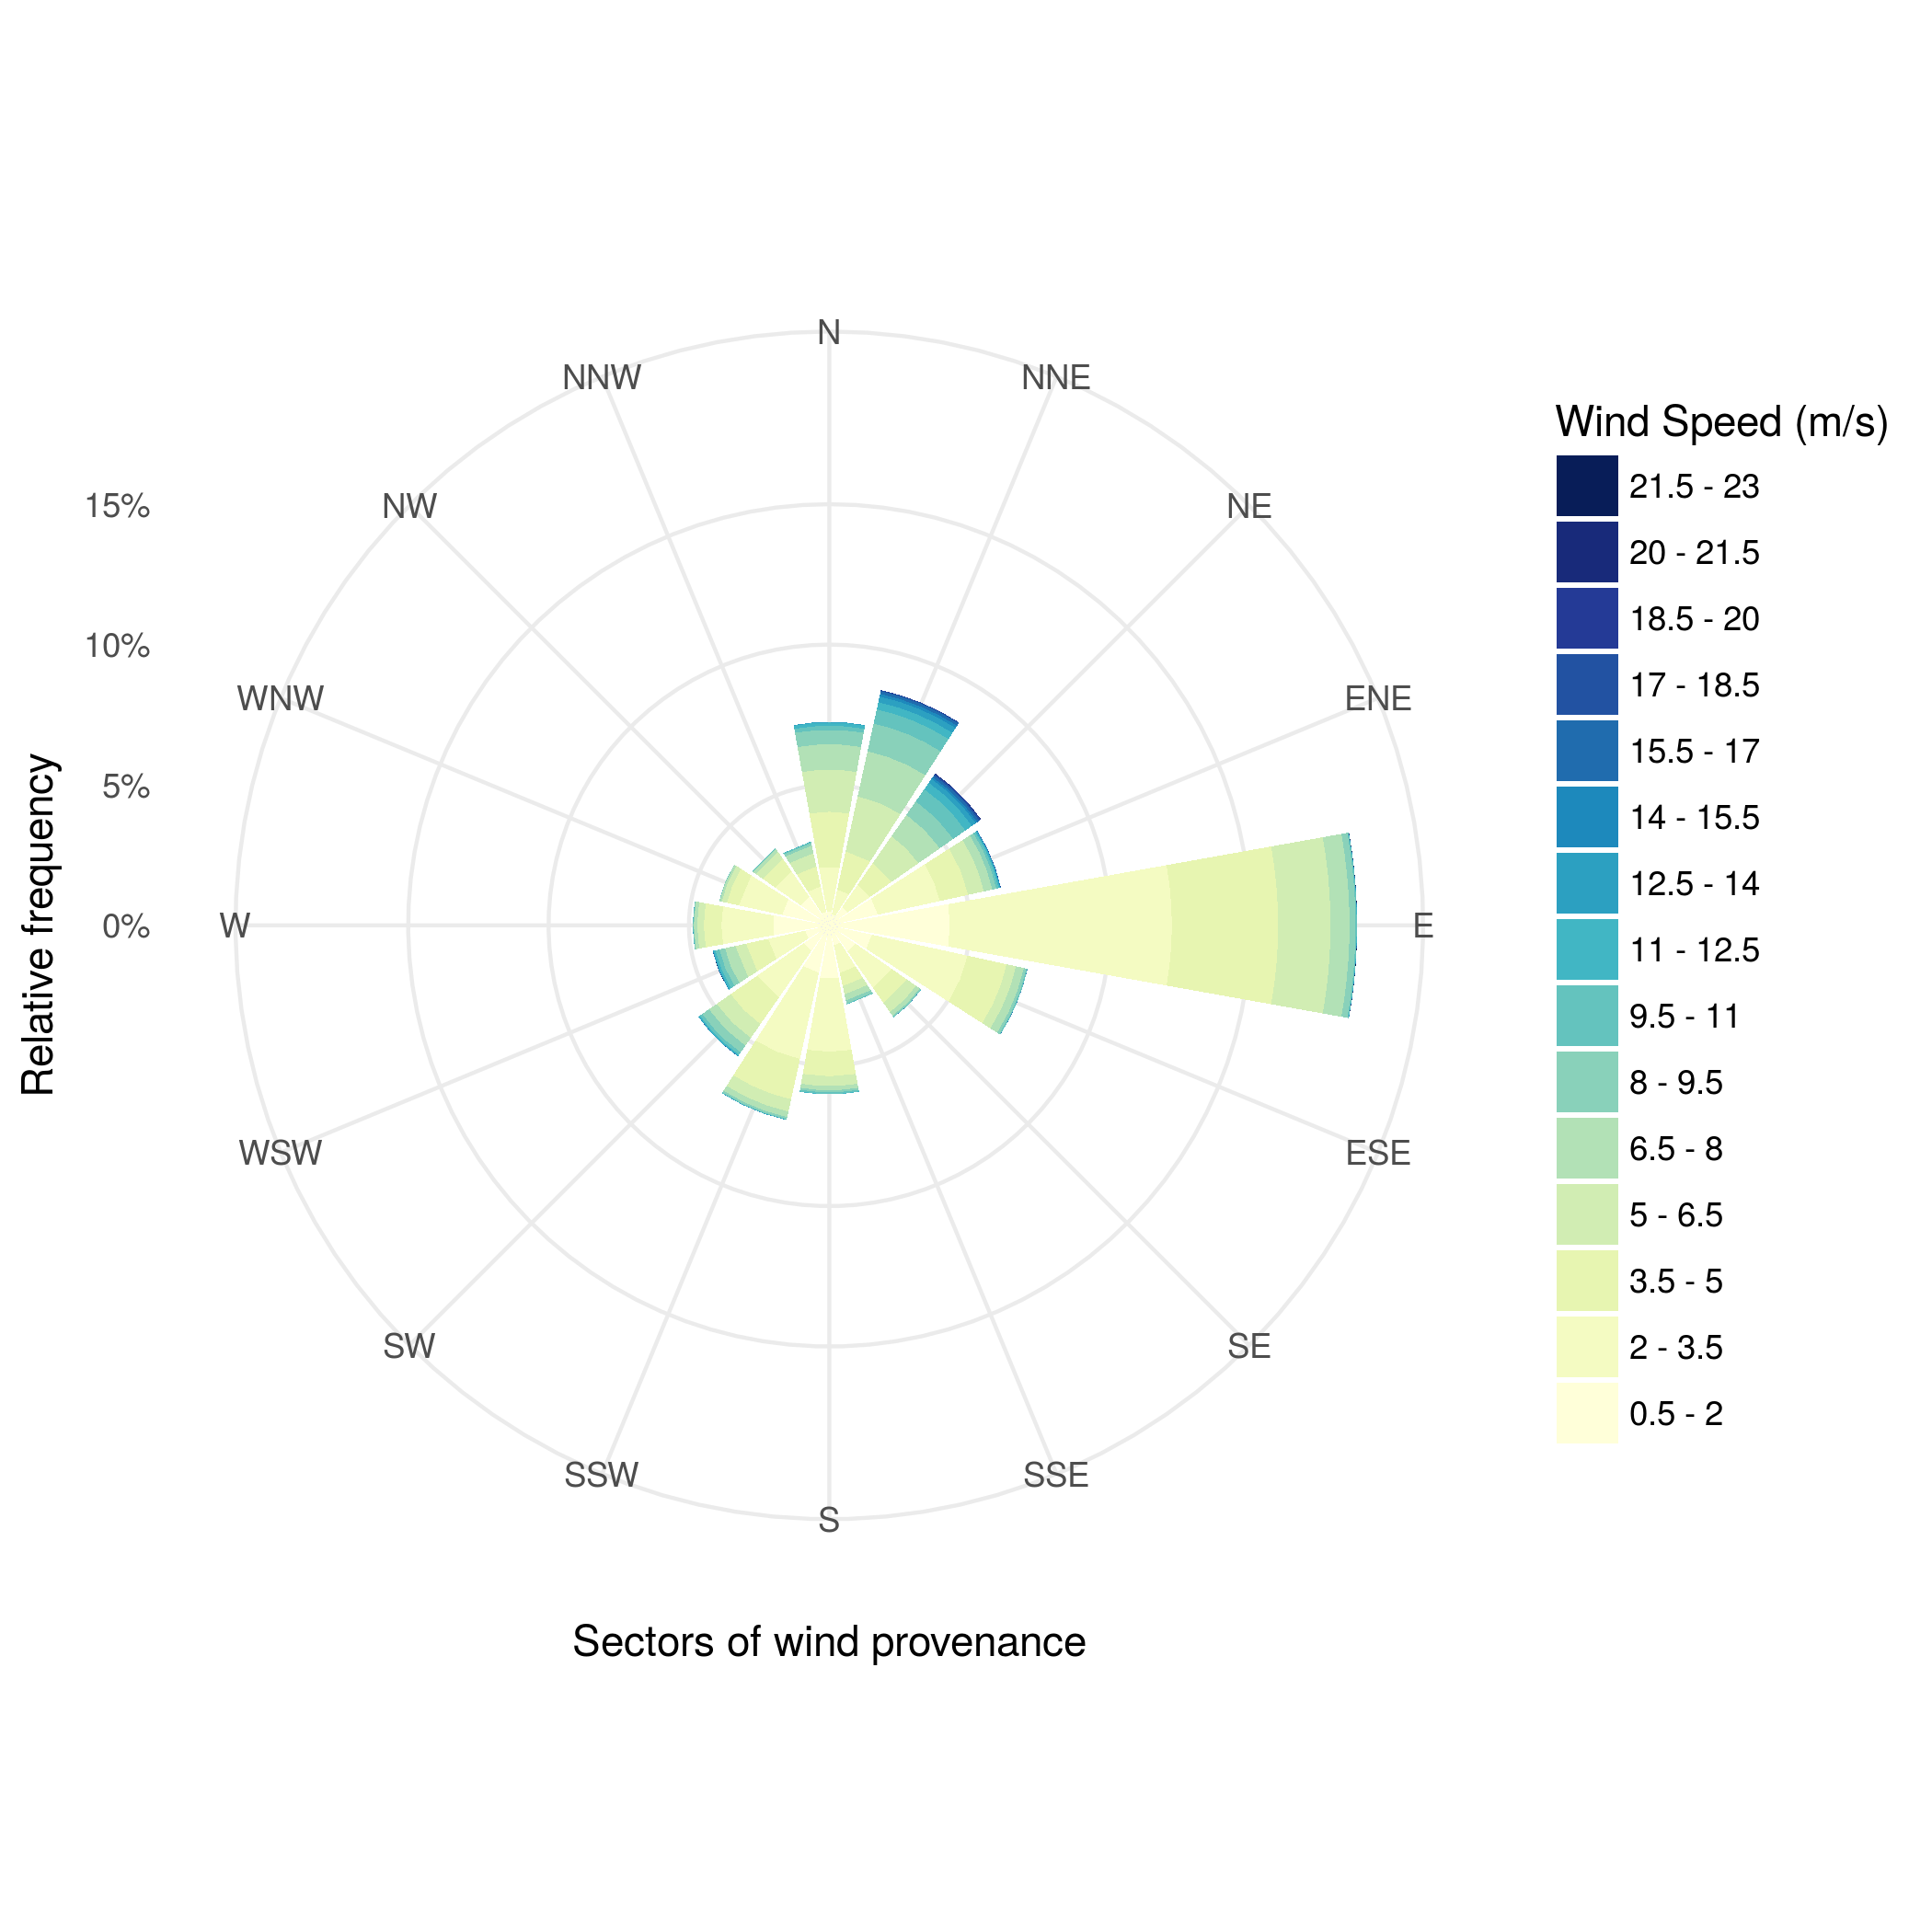 N
NNW
NNE
NW
NE
15%
10%
WNW
ENE
5%
0%
W
E
WSW
ESE
SW
SE
SSW
SSE
S
Relative frequency
Sectors of wind provenance
Wind Speed (m/s)
21.5 - 23
20 - 21.5
18.5 - 20
17 - 18.5
15.5 - 17
14 - 15.5
12.5 - 14
11 - 12.5
9.5 - 11
8 - 9.5
6.5 - 8
5 - 6.5
3.5 - 5
2 - 3.5
0.5 - 2